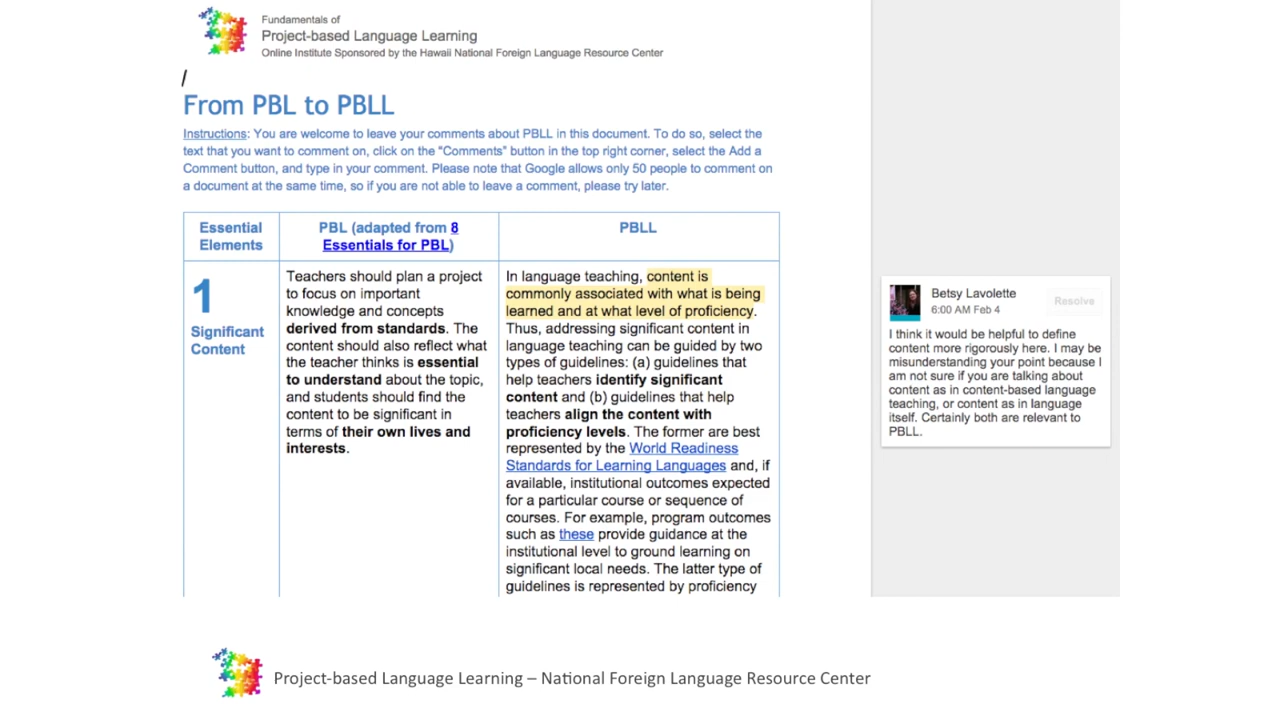 Fundamentals of
Project-based Language Learning
Online Institute Sponsored by the Hawaii National Foreign Language Resource Center
/
From PBL to PBLL
Instructions: You are welcome to leave your comments about PBLL in this document. To do so, select the
text that you want to comment on, click on the “Comments” button in the top right corner, select the Add a
Comment button, and type in your comment. Please note that Google allows only 50 people to comment on
a document at the same time, so if you are not able to leave a comment, please try later.
Essential
Elements
PBL (adapted from 8
Essentials for PBL)
PBLL
1
Significant
Content
Teachers should plan a project
to focus on important
knowledge and concepts
derived from standards. The
content should also reflect what
the teacher thinks is essential
to understand about the topic,
and students should find the
content to be significant in
terms of their own lives and
interests.
In language teaching, content is
commonly associated with what is being
learned and at what level of proficiency.
Thus, addressing significant content in
language teaching can be guided by two
types of guidelines: (a) guidelines that
help teachers identify significant
content and (b) guidelines that help
teachers align the content with
proficiency levels. The former are best
represented by the World Readiness
Standards for Learning Languages and, if
available, institutional outcomes expected
for a particular course or sequence of
courses. For example, program outcomes
such as these provide guidance at the
institutional level to ground learning on
significant local needs. The latter type of
guidelines is represented by proficiency
Betsy Lavolette
Resolve
6:00 AM Feb 4
I think it would be helpful to define
content more rigorously here. I may be
misunderstanding your point because I
am not sure if you are talking about
content as in content-based language
teaching, or content as in language
itself. Certainly both are relevant to
PBLL.
Project-based Language Learning – National Foreign Language Resource Center